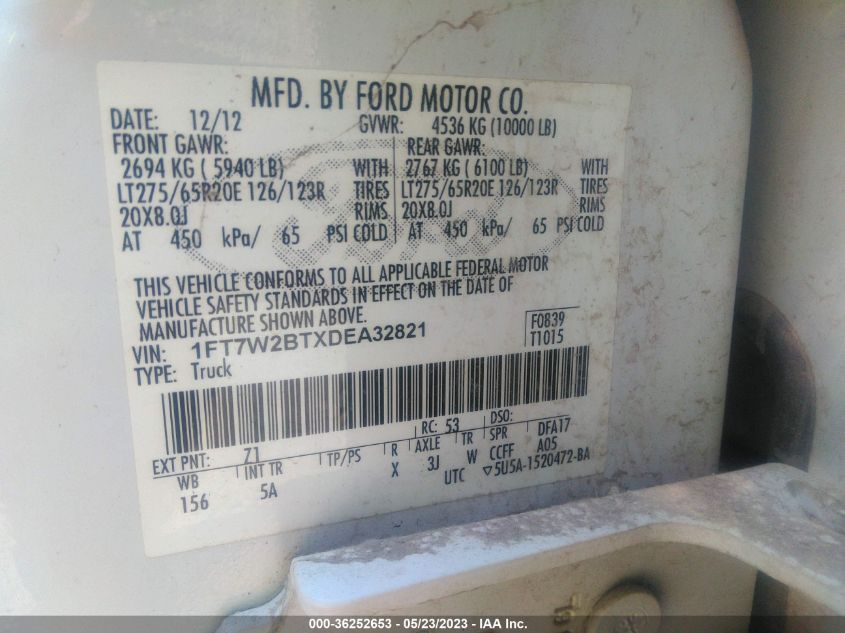 MFD. BY FORD MOTOR CO.
DATE: 12/12 GVWR: 4536 KG (10000 LB)
FRONT GAWR: REAR GAWR:
2694 KG ( 5940 LB) WITH 2767 KG ( 6100 LB) WITH
LT275/65R20E 126/123R TIRES LT275/65R20E 126/123R TIRES
20X8.0J RIMS 20X8.0J RIMS
AT 450 kPa/ 65 PSI COLD AT 450 kPa/ 65 PSI COLD
THIS VEHICLE CONFORMS TO ALL APPLICABLE FEDERAL MOTOR
VEHICLE SAFETY STANDARDS IN EFFECT ON THE DATE OF
MANUFACTURE SHOWN ABOVE.
VIN: 1FT7W2BTXDEA32821 F0839
TYPE: Truck T1015
EXT PNT: Z1 RC: 53 DSO:
WB INT TR TP/PS R AXLE TR SPR DFA17
156 5A X 3J W CCFF A05
UTC ▽5U5A-1520472-BA
000-36252653 - 05/23/2023 - IAA Inc.